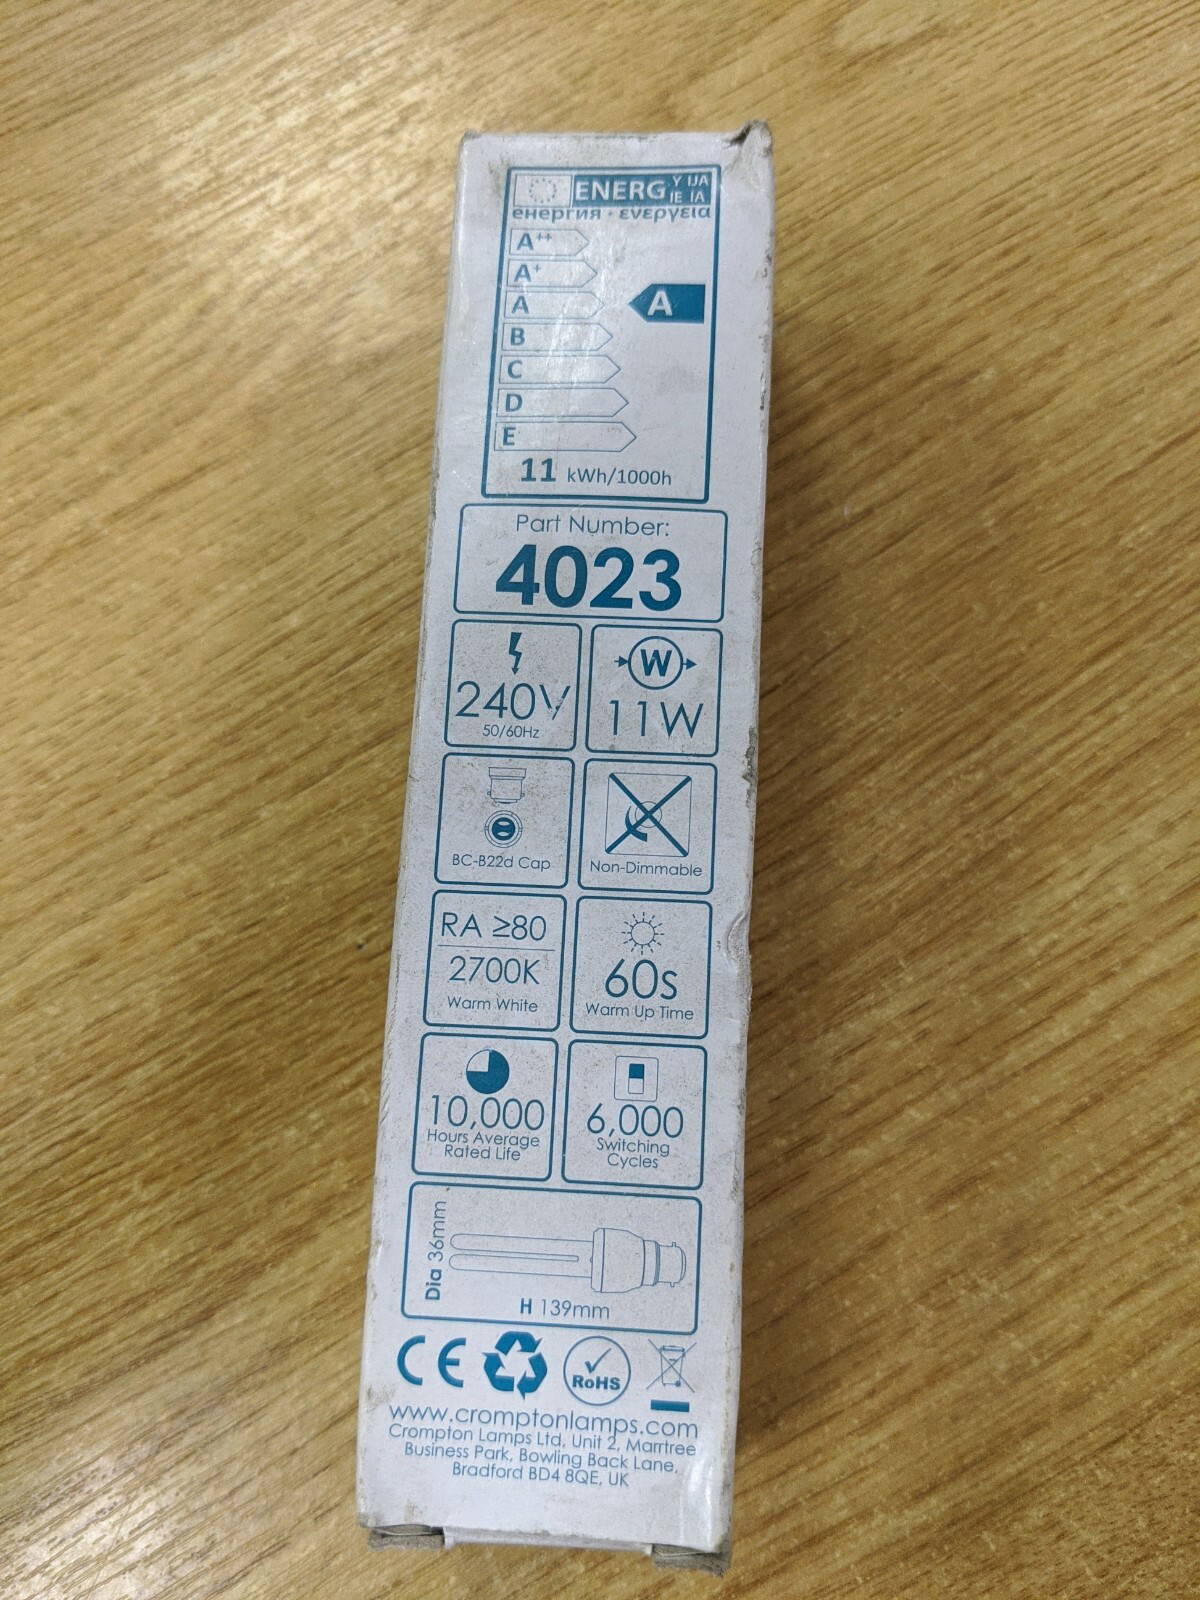 ENERG Y IJA
IE IA
енергия · ενεργεια
A++
A+
A
A
B
C
D
E
11 kWh/1000h
Part Number:
4023
240V
50/60Hz
W
11W
BC-B22d Cap
Non-Dimmable
RA ≥80
2700K
Warm White
60s
Warm Up Time
10,000
Hours Average
Rated Life
6,000
Switching
Cycles
Dia 36mm
H 139mm
CE
RoHS
www.cromptonlamps.com
Crompton Lamps Ltd, Unit 2, Marrtree
Business Park, Bowling Back Lane,
Bradford BD4 8QE, UK